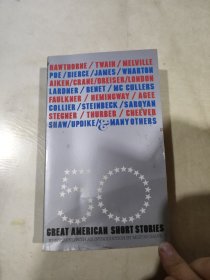 HAWTHORNE/TWAIN/MELVILLE
POE/BIERCE/JAMES/WHARTON
AIKEN/CRANE/DREISER/LONDON
LARDNER/BENET/MC CULLERS
FAULKNER/HEMINGWAY/AGEE
COLLIER/STEINBECK/SAROYAN
STEGNER/THURBER/CHEEVER
SHAW/UPDIKE/&MANY OTHERS
50
GREAT AMERICAN SHORT STORIES